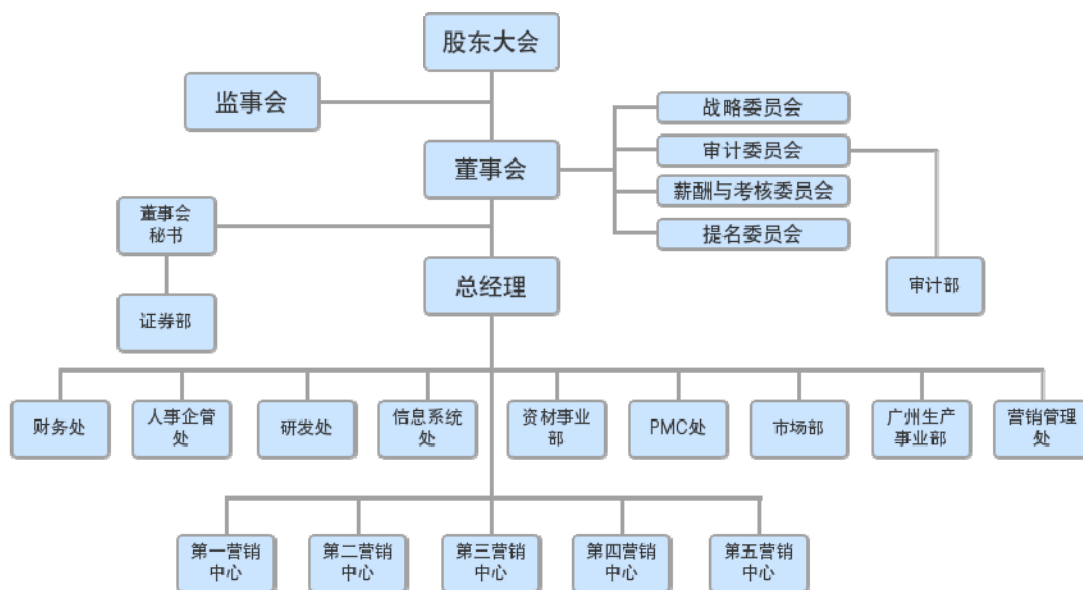 股东大会
监事会
战略委员会
审计委员会
董事会
薪酬与考核委员会
提名委员会
董事会
秘书
总经理
审计部
证券部
财务处
人事企管
处
研发处
信息系统
处
资材事业
部
PMC处
市场部
广州生产
事业部
营销管理
处
第一营销
中心
第二营销
中心
第三营销
中心
第四营销
中心
第五营销
中心